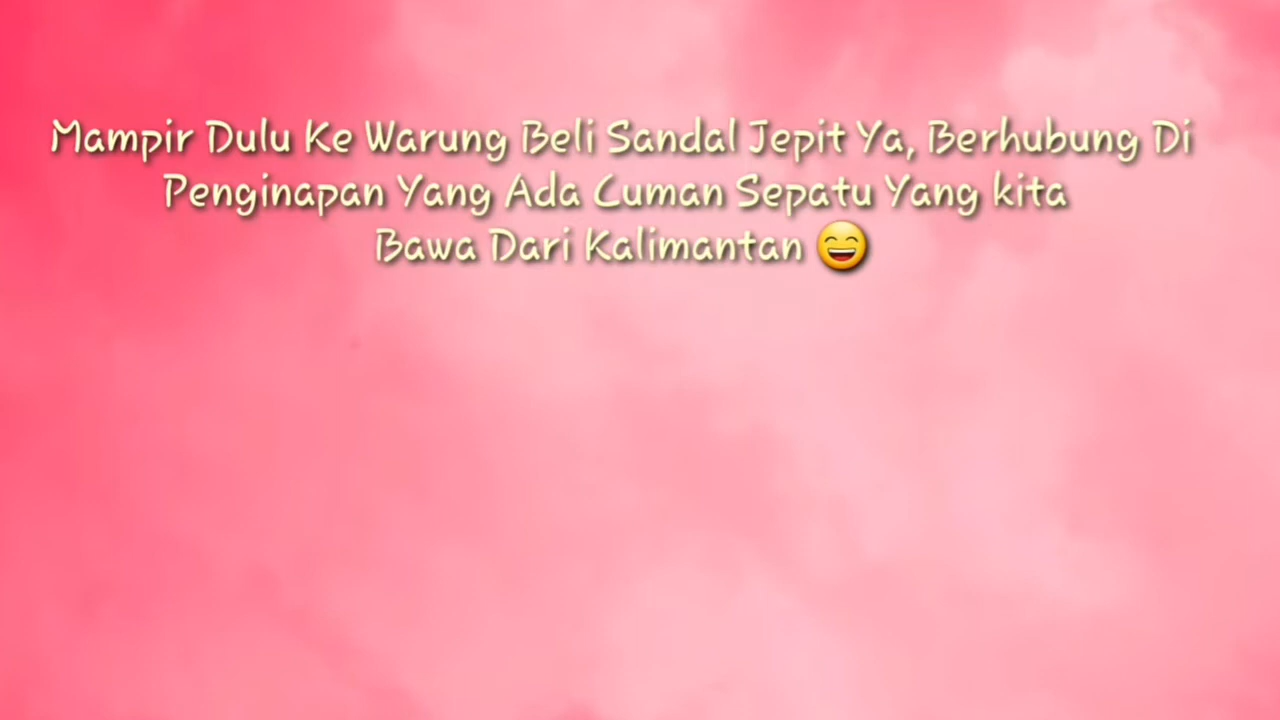 Mampir Dulu Ke Warung Beli Sandal Jepit Ya, Berhubung Di
Penginapan Yang Ada Cuman Sepatu Yang kita
Bawa Dari Kalimantan 😄